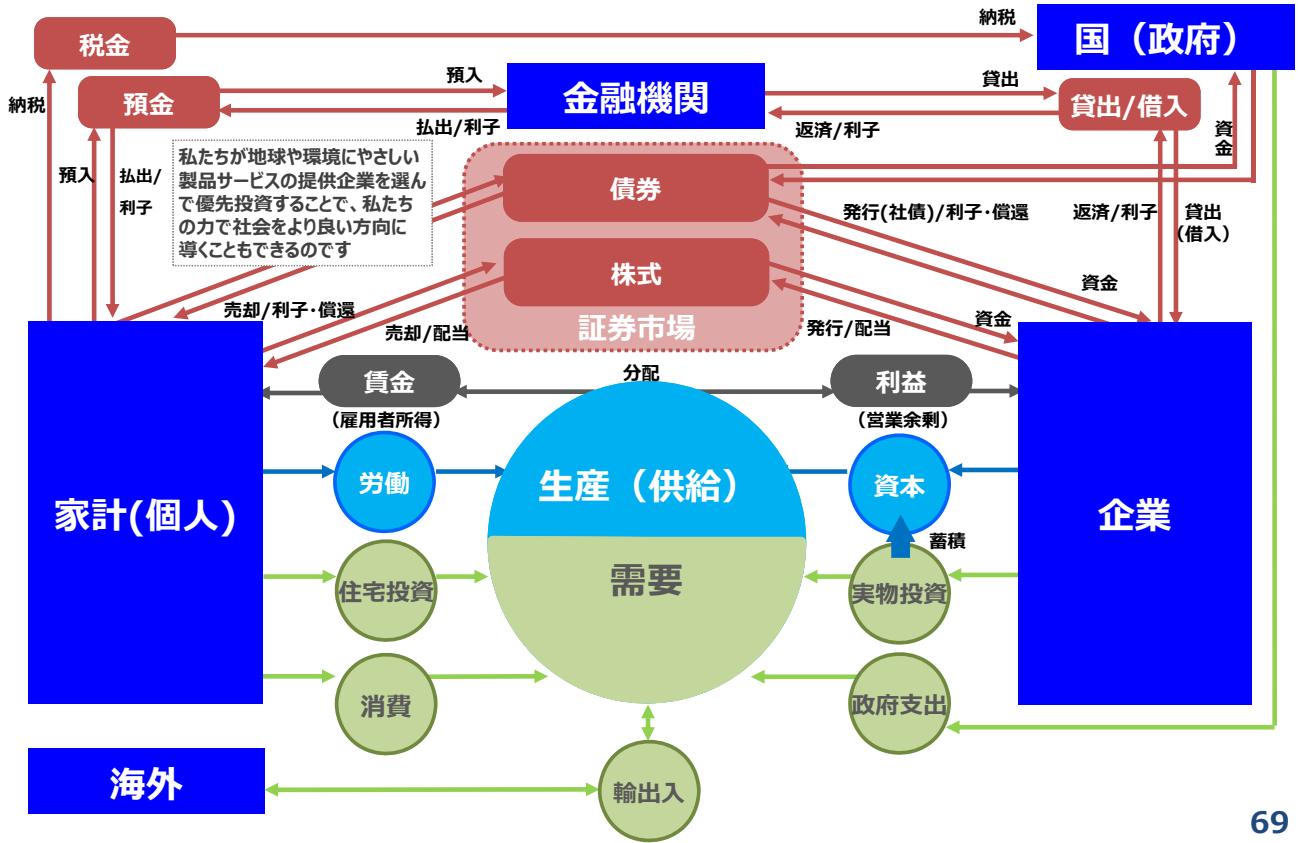 納税
税金
国（政府）
預入
貸出
納税
預金
金融機関
貸出/借入
払出/利子
返済/利子
資
金
預入
払出/
利子
私たちが地球や環境にやさしい
製品サービスの提供企業を選ん
で優先投資することで、私たち
の力で社会をより良い方向に
導くこともできるのです
債券
発行(社債)/利子･償還
返済/利子
貸出
（借入）
株式
資金
売却/利子･償還
証券市場
売却/配当
資金
発行/配当
分配
賃金
利益
（雇用者所得）
（営業余剰）
労働
生産（供給）
資本
家計(個人)
企業
蓄積
需要
住宅投資
実物投資
消費
政府支出
海外
輸出入
69